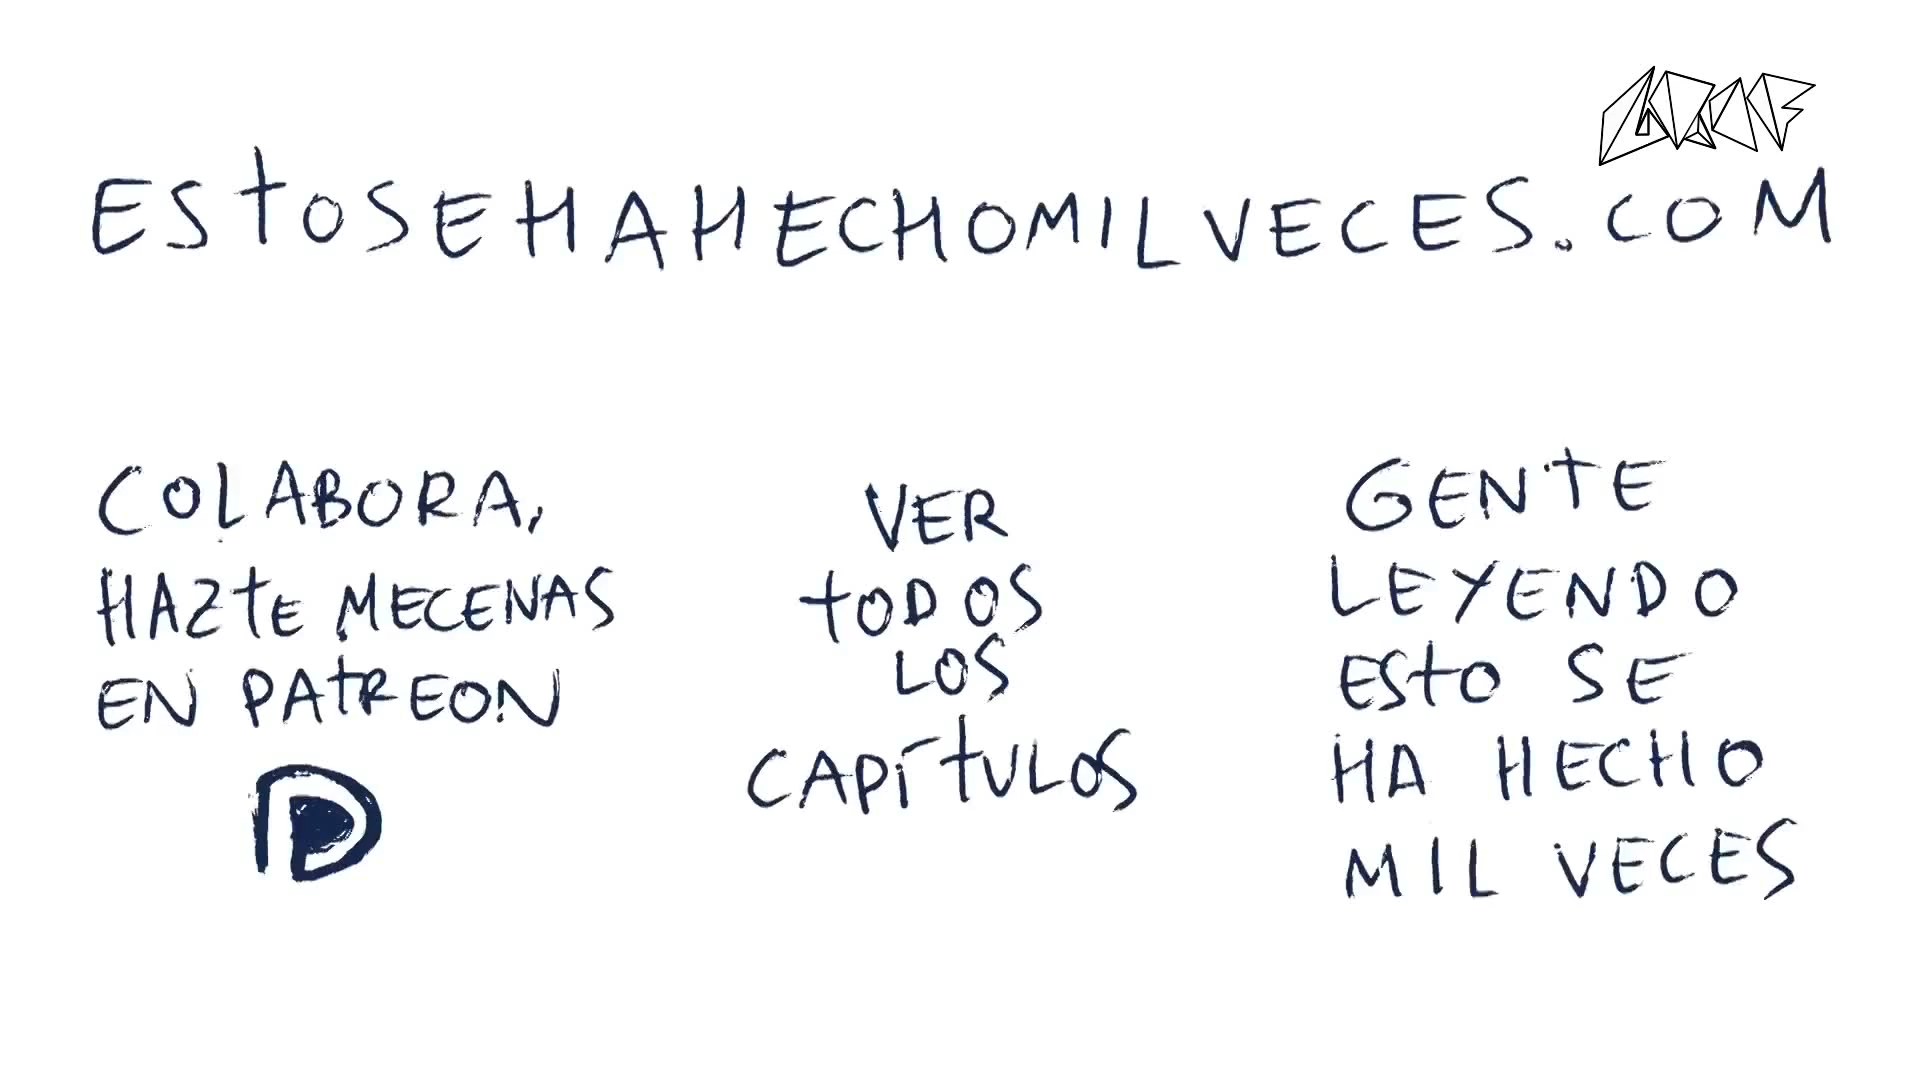 ESTOSEHAHECHOMILVECES.COM
COLABORA,
HAZTE MECENAS
EN PATREON
VER
TODOS
LOS
CAPÍTULOS
GENTE
LEYENDO
ESTO SE
HA HECHO
MIL VECES